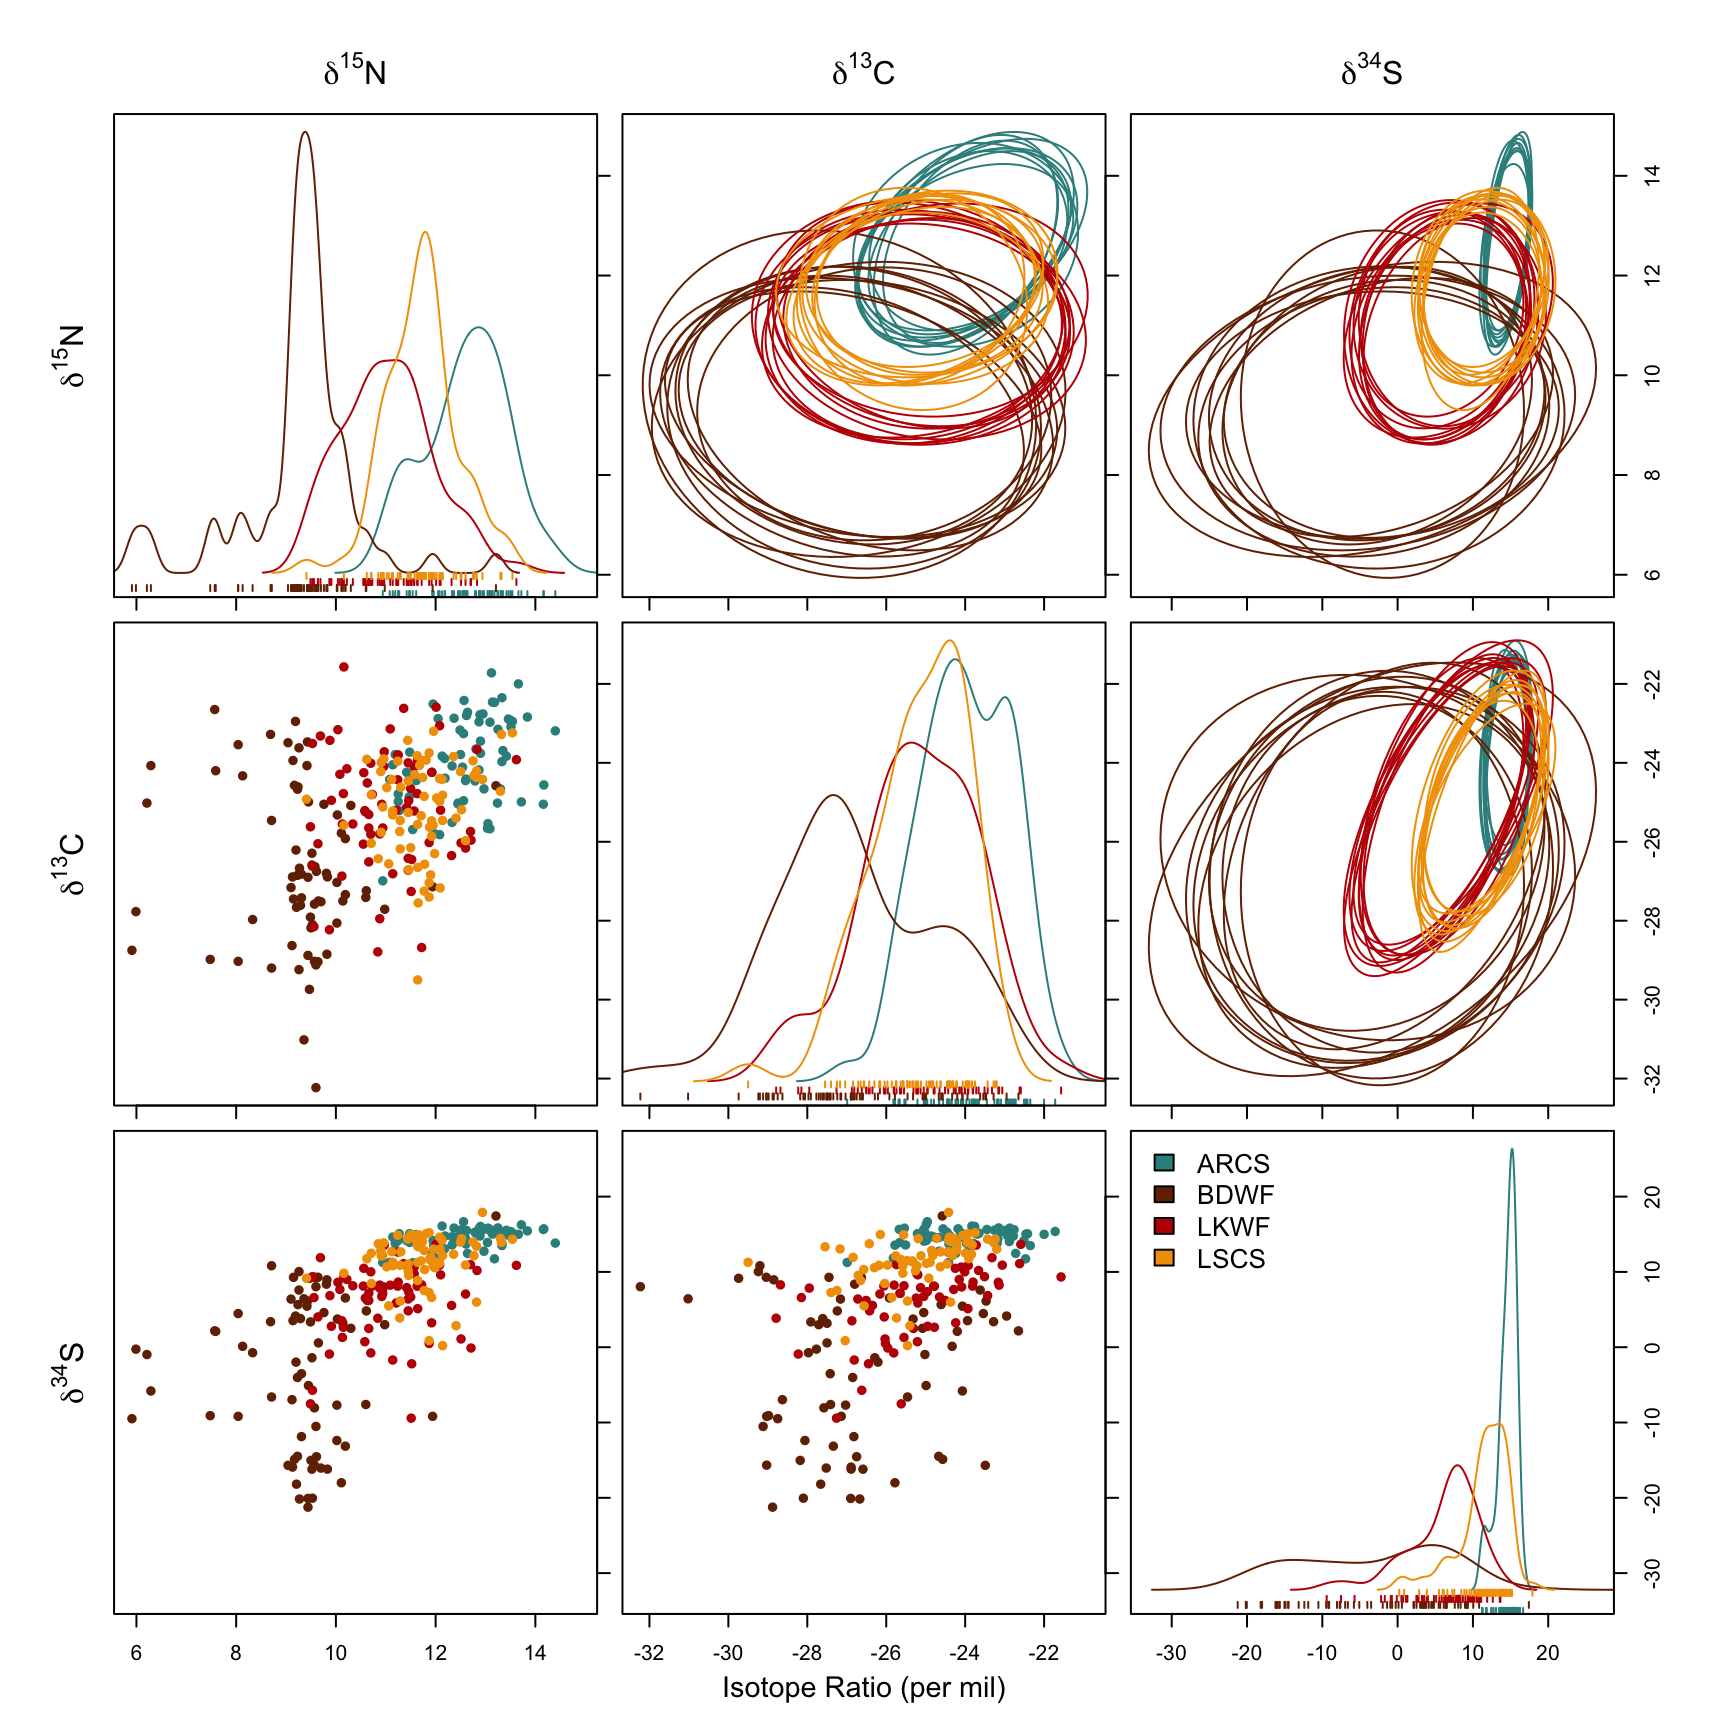 δ¹⁵N δ¹³C δ³⁴S
δ¹⁵N
14
12
10
8
6
δ¹³C
-22
-24
-26
-28
-30
-32
δ³⁴S
ARCS
BDWF
LKWF
LSCS
20
10
0
-10
-20
-30
6 8 10 12 14 -32 -30 -28 -26 -24 -22 -30 -20 -10 0 10 20
Isotope Ratio (per mil)